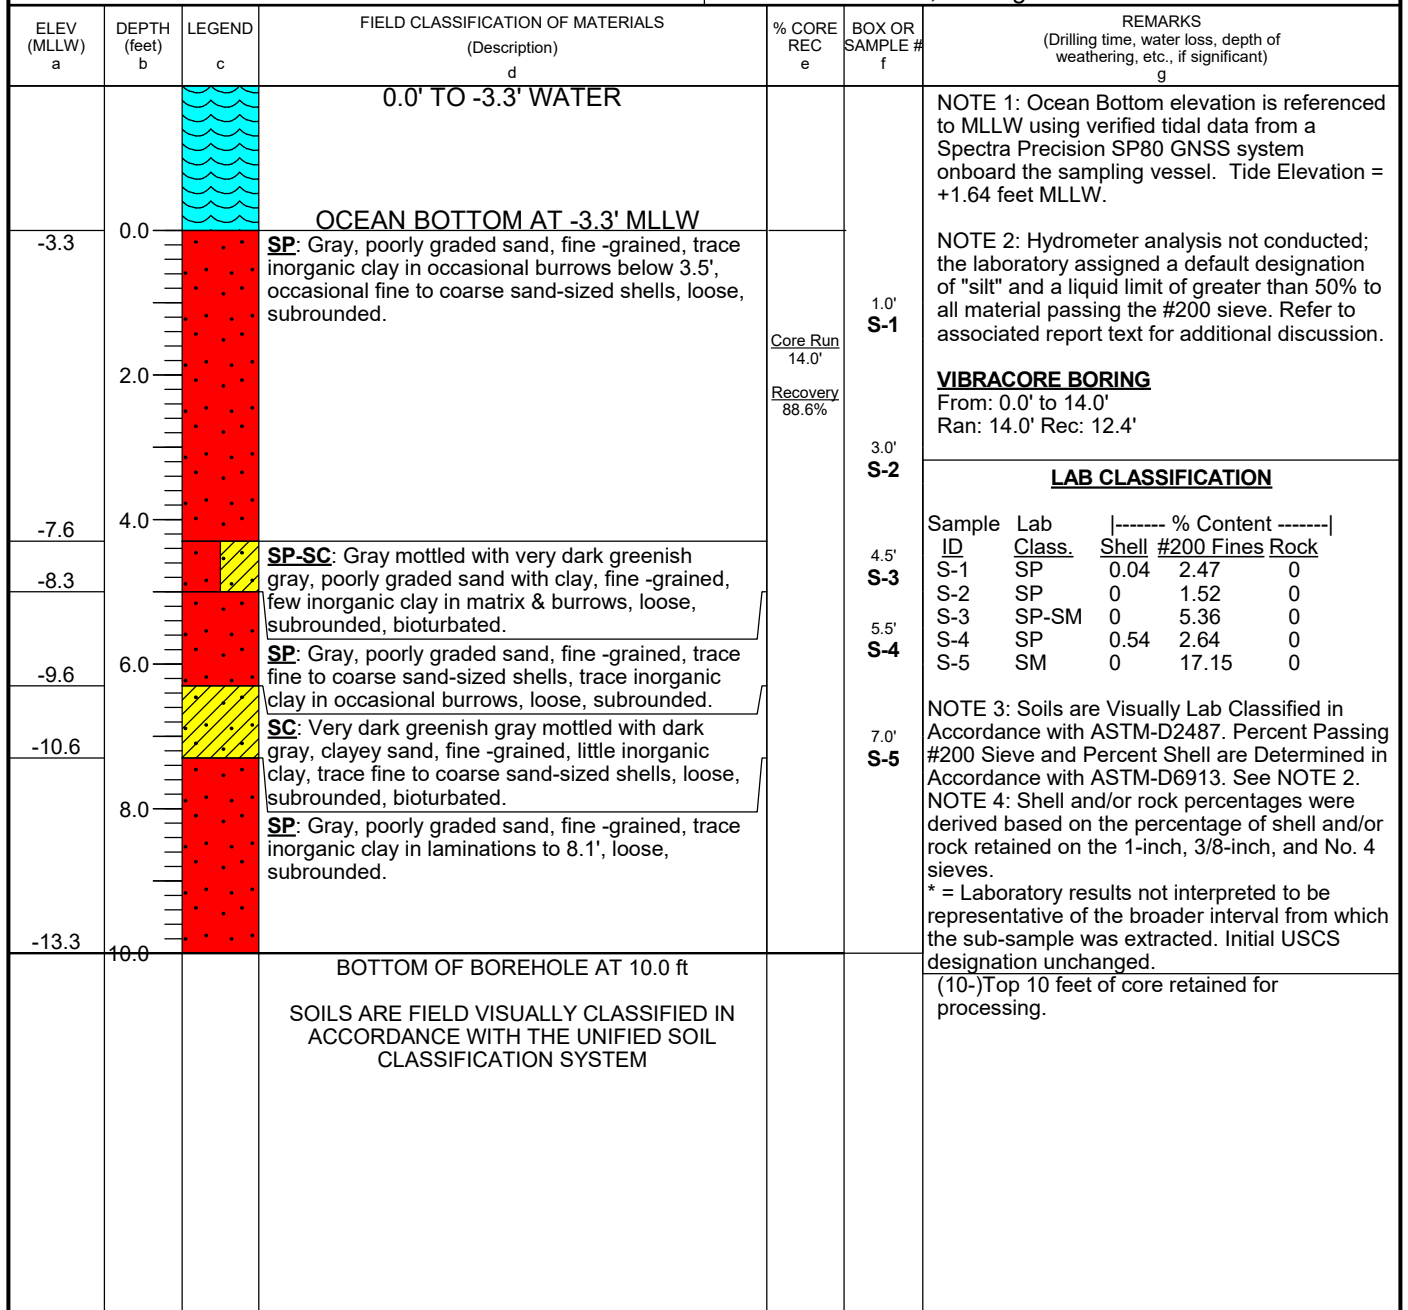 ELEV
(MLLW)
a
DEPTH
(feet)
b
LEGEND
c
FIELD CLASSIFICATION OF MATERIALS
(Description)
d
% CORE
REC
e
BOX OR
SAMPLE #
f
REMARKS
(Drilling time, water loss, depth of
weathering, etc., if significant)
g
0.0' TO -3.3' WATER
OCEAN BOTTOM AT -3.3' MLLW
-3.3
0.0
SP: Gray, poorly graded sand, fine -grained, trace
inorganic clay in occasional burrows below 3.5',
occasional fine to coarse sand-sized shells, loose,
subrounded.
2.0
4.0
-7.6
SP-SC: Gray mottled with very dark greenish
gray, poorly graded sand with clay, fine -grained,
few inorganic clay in matrix & burrows, loose,
subrounded, bioturbated.
-8.3
SP: Gray, poorly graded sand, fine -grained, trace
fine to coarse sand-sized shells, trace inorganic
clay in occasional burrows, loose, subrounded.
6.0
-9.6
SC: Very dark greenish gray mottled with dark
gray, clayey sand, fine -grained, little inorganic
clay, trace fine to coarse sand-sized shells, loose,
subrounded, bioturbated.
-10.6
8.0
SP: Gray, poorly graded sand, fine -grained, trace
inorganic clay in laminations to 8.1', loose,
subrounded.
-13.3
10.0
BOTTOM OF BOREHOLE AT 10.0 ft
SOILS ARE FIELD VISUALLY CLASSIFIED IN
ACCORDANCE WITH THE UNIFIED SOIL
CLASSIFICATION SYSTEM
Core Run
14.0'
Recovery
88.6%
1.0'
S-1
3.0'
S-2
4.5'
S-3
5.5'
S-4
7.0'
S-5
NOTE 1: Ocean Bottom elevation is referenced
to MLLW using verified tidal data from a
Spectra Precision SP80 GNSS system
onboard the sampling vessel. Tide Elevation =
+1.64 feet MLLW.
NOTE 2: Hydrometer analysis not conducted;
the laboratory assigned a default designation
of "silt" and a liquid limit of greater than 50% to
all material passing the #200 sieve. Refer to
associated report text for additional discussion.
VIBRACORE BORING
From: 0.0' to 14.0'
Ran: 14.0' Rec: 12.4'
LAB CLASSIFICATION
Sample Lab |------- % Content -------|
ID Class. Shell #200 Fines Rock
S-1 SP 0.04 2.47 0
S-2 SP 0 1.52 0
S-3 SP-SM 0 5.36 0
S-4 SP 0.54 2.64 0
S-5 SM 0 17.15 0
NOTE 3: Soils are Visually Lab Classified in
Accordance with ASTM-D2487. Percent Passing
#200 Sieve and Percent Shell are Determined in
Accordance with ASTM-D6913. See NOTE 2.
NOTE 4: Shell and/or rock percentages were
derived based on the percentage of shell and/or
rock retained on the 1-inch, 3/8-inch, and No. 4
sieves.
* = Laboratory results not interpreted to be
representative of the broader interval from which
the sub-sample was extracted. Initial USCS
designation unchanged.
(10-)Top 10 feet of core retained for
processing.